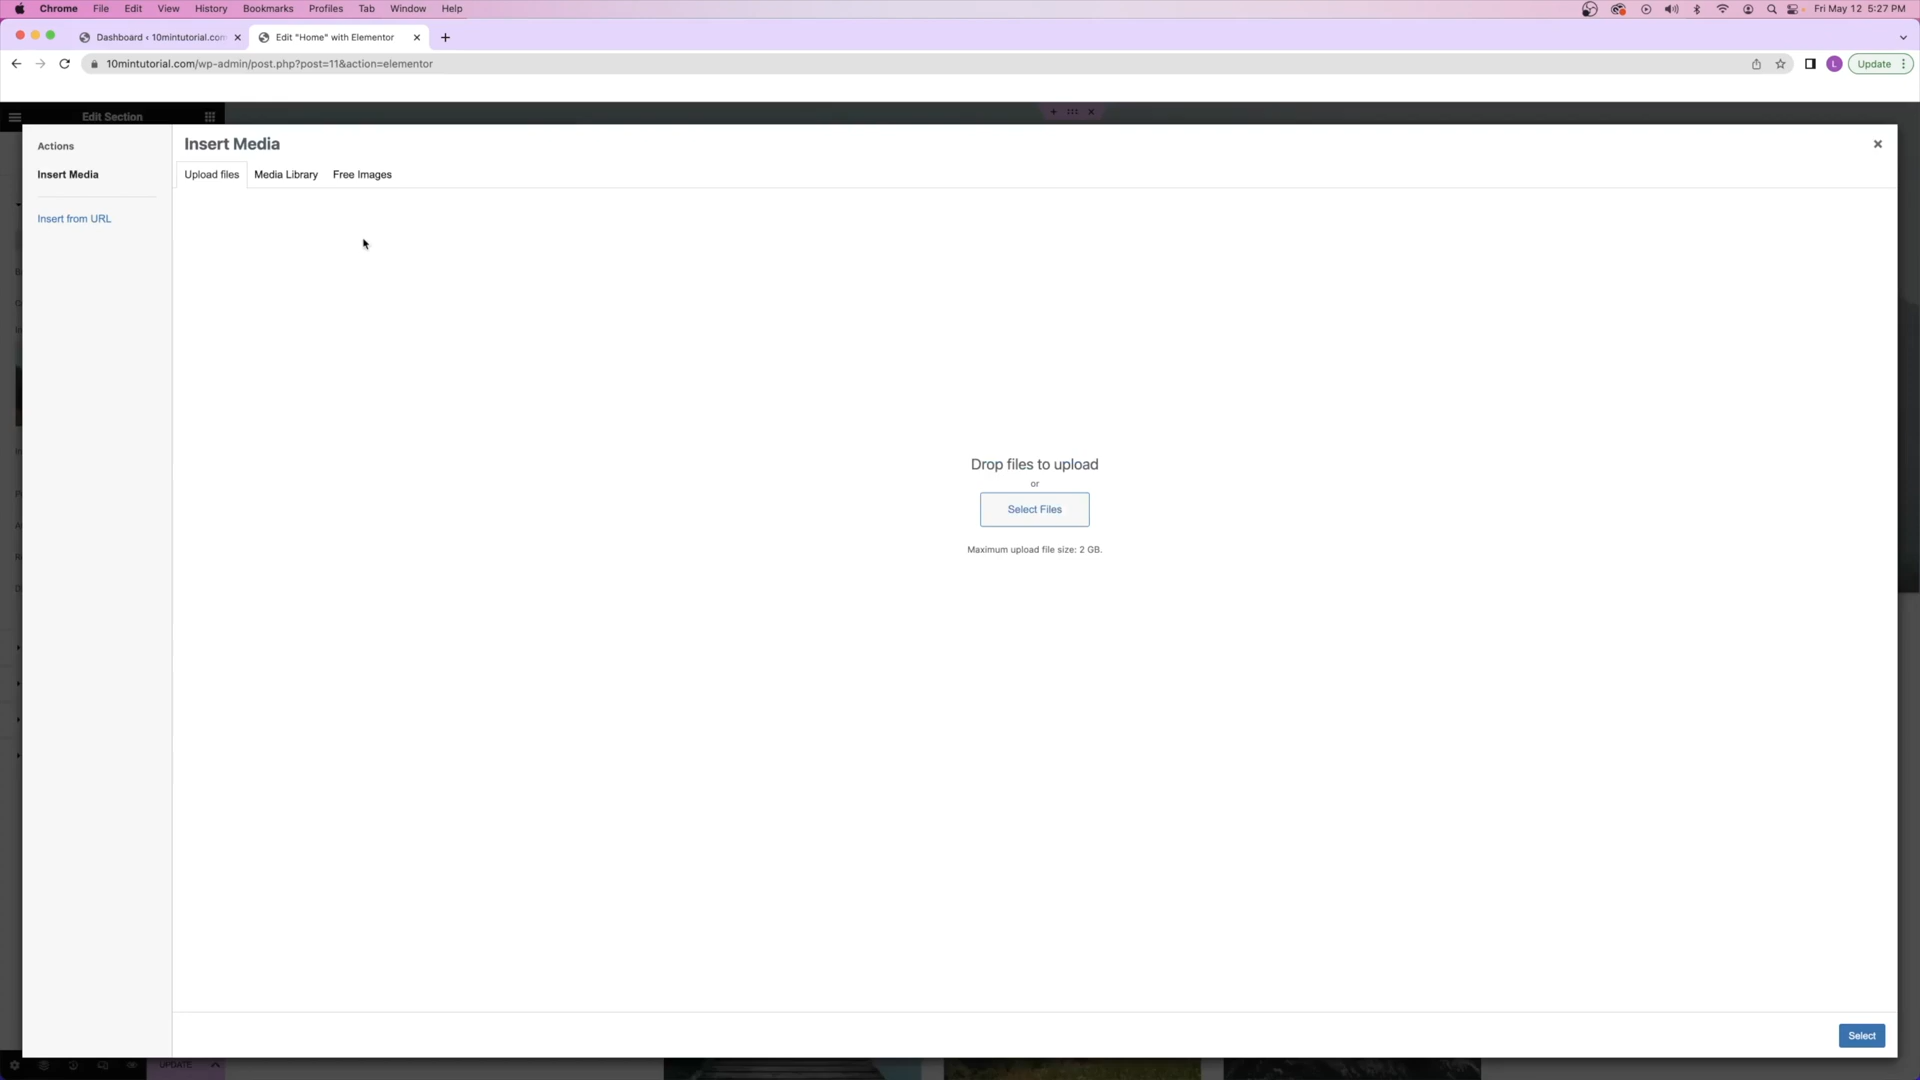 Chrome File Edit View History Bookmarks Profiles Tab Window Help
Fri May 12 5:27 PM
Dashboard ‹ 10mintutorial.com
Edit "Home" with Elementor
10mintutorial.com/wp-admin/post.php?post=11&action=elementor
L
Update
Edit Section
Actions
Insert Media
Insert from URL
Insert Media
Upload files
Media Library
Free Images
Drop files to upload
or
Select Files
Maximum upload file size: 2 GB.
Select
UPDATE